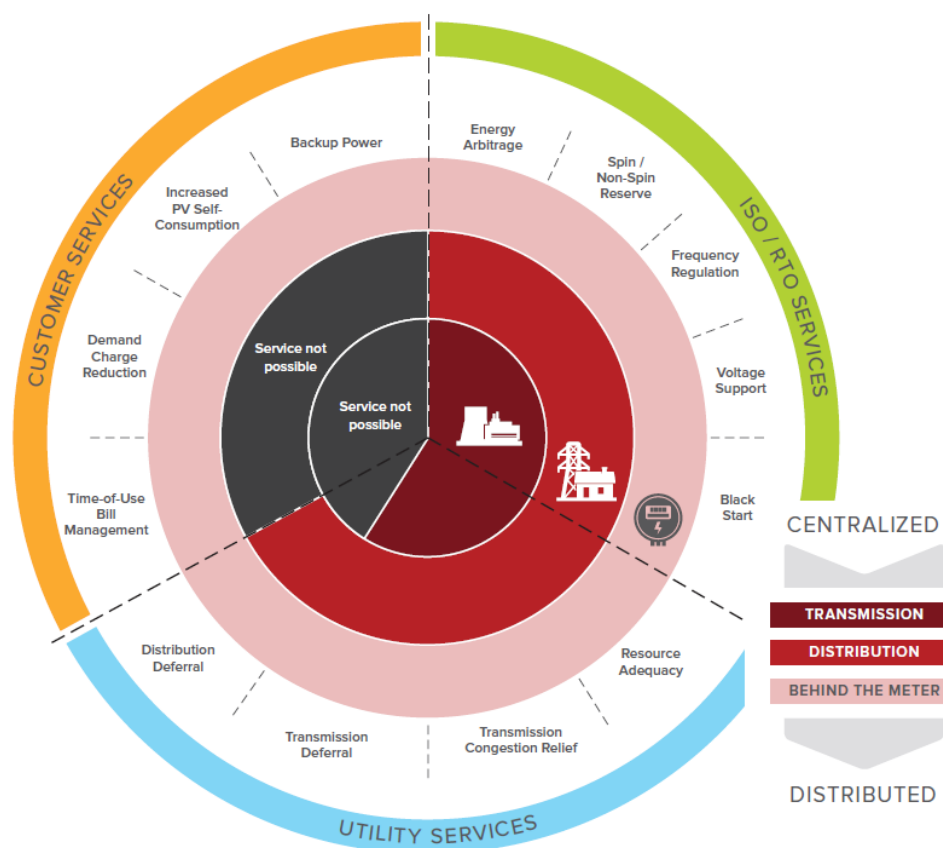 CUSTOMER SERVICES
ISO / RTO SERVICES
UTILITY SERVICES
Backup Power
Energy
Arbitrage
Spin /
Non-Spin
Reserve
Increased
PV Self-
Consumption
Frequency
Regulation
Demand
Charge
Reduction
Service not
possible
Service not
possible
Voltage
Support
Time-of-Use
Bill
Management
Black
Start
Distribution
Deferral
Resource
Adequacy
Transmission
Deferral
Transmission
Congestion Relief
CENTRALIZED
TRANSMISSION
DISTRIBUTION
BEHIND THE METER
DISTRIBUTED